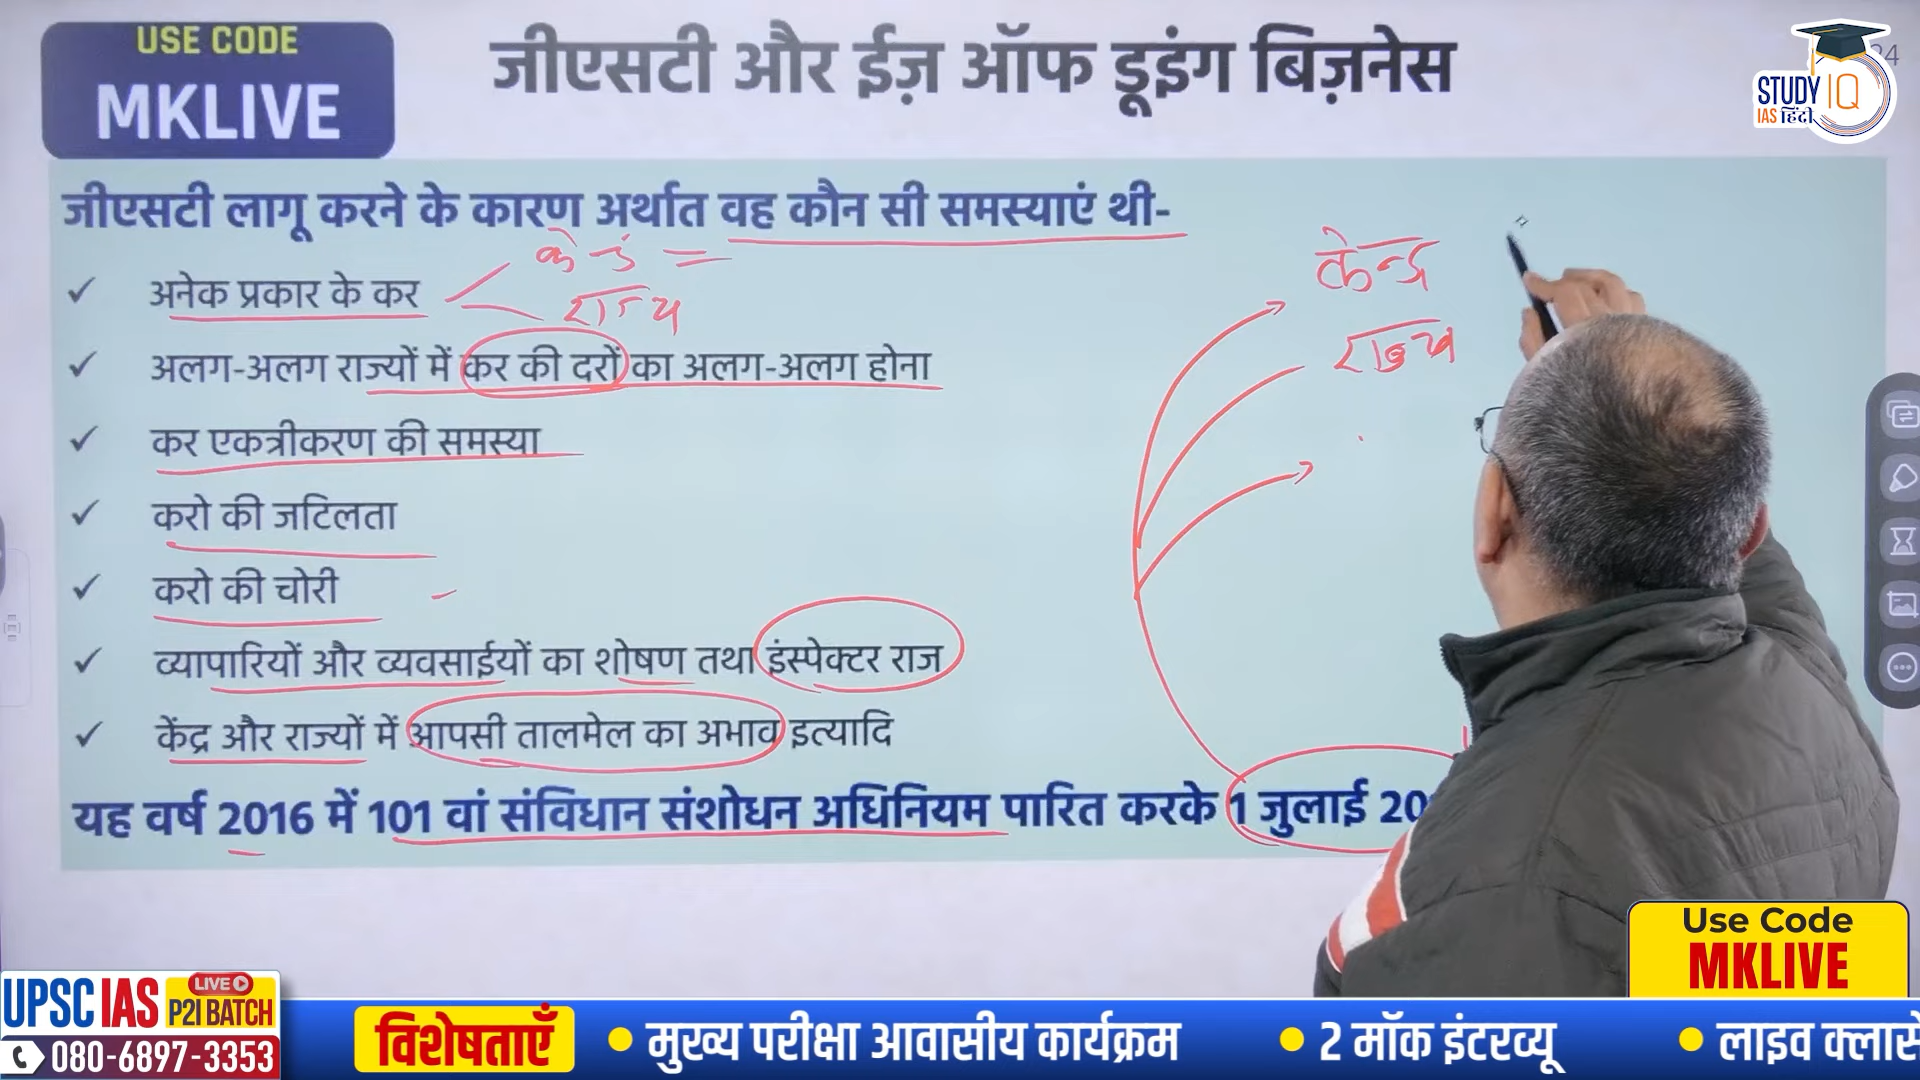 USE CODE
MKLIVE
जीएसटी और ईज़ ऑफ डूइंग बिज़नेस
24
STUDY IQ
IAS हिंदी
जीएसटी लागू करने के कारण अर्थात वह कौन सी समस्याएं थी-
✓ अनेक प्रकार के कर
राज्य
केन्द्र
राज्य
✓ अलग-अलग राज्यों में कर की दरों का अलग-अलग होना
✓ कर एकत्रीकरण की समस्या
✓ करो की जटिलता
✓ करो की चोरी
✓ व्यापारियों और व्यवसाईयों का शोषण तथा इंस्पेक्टर राज
✓ केंद्र और राज्यों में आपसी तालमेल का अभाव इत्यादि
यह वर्ष 2016 में 101 वां संविधान संशोधन अधिनियम पारित करके 1 जुलाई 20
Use Code
MKLIVE
UPSC IAS LIVE P2I BATCH
080-6897-3353
विशेषताएँ • मुख्य परीक्षा आवासीय कार्यक्रम • 2 मॉक इंटरव्यू • लाइव क्लासे